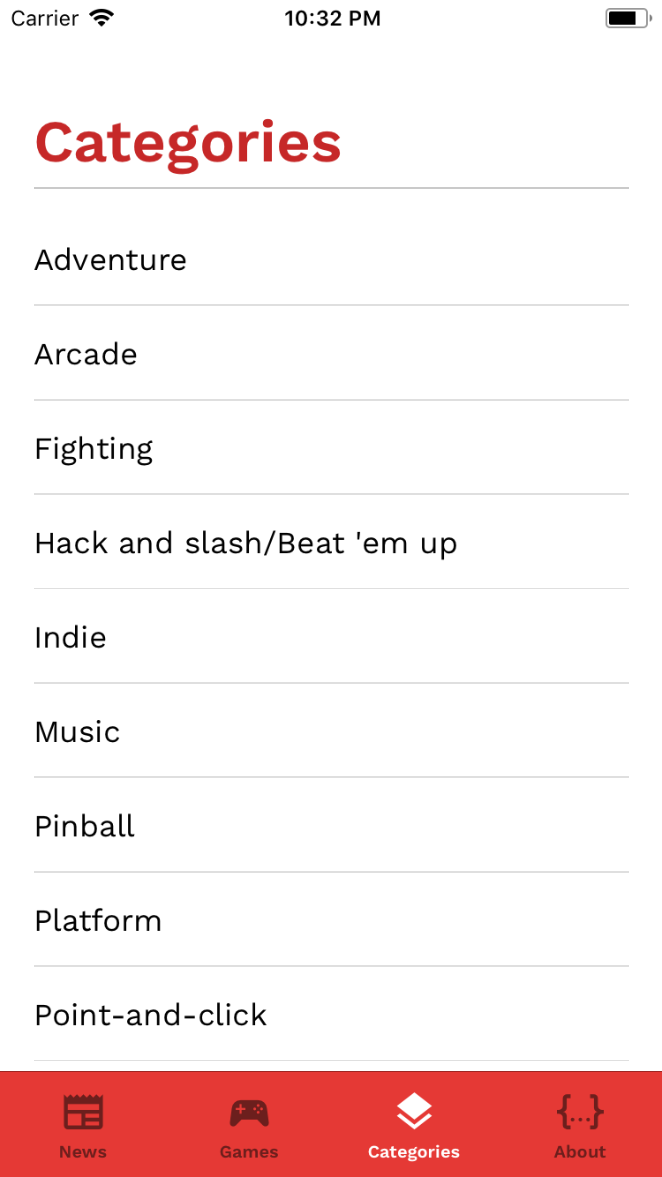 Carrier 10:32 PM
Categories
Adventure
Arcade
Fighting
Hack and slash/Beat 'em up
Indie
Music
Pinball
Platform
Point-and-click
News Games Categories About